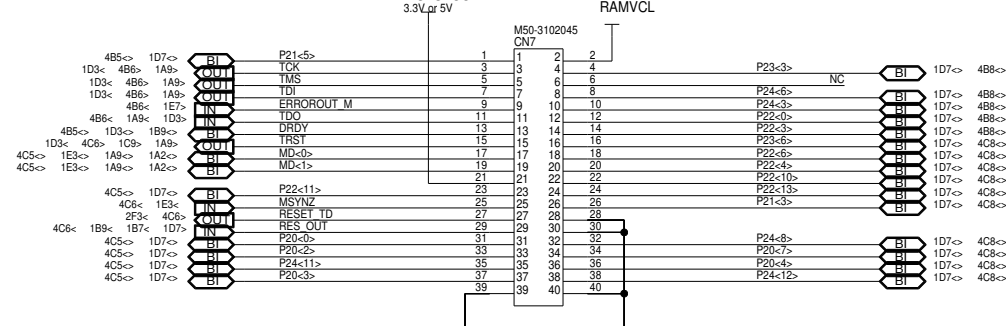 3.3V or 5V
RAMVCL
M50-3102045
CN7
4B5<> 1D7<> BI P21<5> 1 1 2 2
1D3< 4B6> 1A9> OUT TCK 3 3 4 4 P23<3> BI 1D7<> 4B8<>
1D3< 4B6> 1A9> OUT TMS 5 5 6 6 NC
1D3< 4B6> 1A9> OUT TDI 7 7 8 8 P24<6> BI 1D7<> 4B8<>
4B6< 1E7> IN ERROROUT_M 9 9 10 10 P24<3> BI 1D7<> 4B8<>
4B6< 1A9< 1D3> IN TDO 11 11 12 12 P22<0> BI 1D7<> 4B8<>
4B5<> 1D3<> 1B9<> BI DRDY 13 13 14 14 P22<3> BI 1D7<> 4B8<>
1D3< 4C6> 1C9> 1A9> OUT TRST 15 15 16 16 P23<6> BI 1D7<> 4C8<>
4C5<> 1E3<> 1A9<> 1A2<> BI MD<0> 17 17 18 18 P22<6> BI 1D7<> 4C8<>
4C5<> 1E3<> 1A9<> 1A2<> BI MD<1> 19 19 20 20 P22<4> BI 1D7<> 4C8<>
21 21 22 22 P22<10> BI 1D7<> 4C8<>
4C5<> 1D7<> BI P22<11> 23 23 24 24 P22<13> BI 1D7<> 4C8<>
4C6< 1E3< IN MSYNZ 25 25 26 26 P21<3> BI 1D7<> 4C8<>
2F3< 4C6> OUT RESET_TD 27 27 28 28
4C6< 1B9< 1B7< 1D7> IN RES_OUT 29 29 30 30
4C5<> 1D7<> BI P20<0> 31 31 32 32 P24<8> BI 1D7<> 4C8<>
4C5<> 1D7<> BI P20<2> 33 33 34 34 P20<7> BI 1D7<> 4C8<>
4C5<> 1D7<> BI P24<11> 35 35 36 36 P20<4> BI 1D7<> 4C8<>
4C5<> 1D7<> BI P20<3> 37 37 38 38 P24<12> BI 1D7<> 4C8<>
39 39 40 40